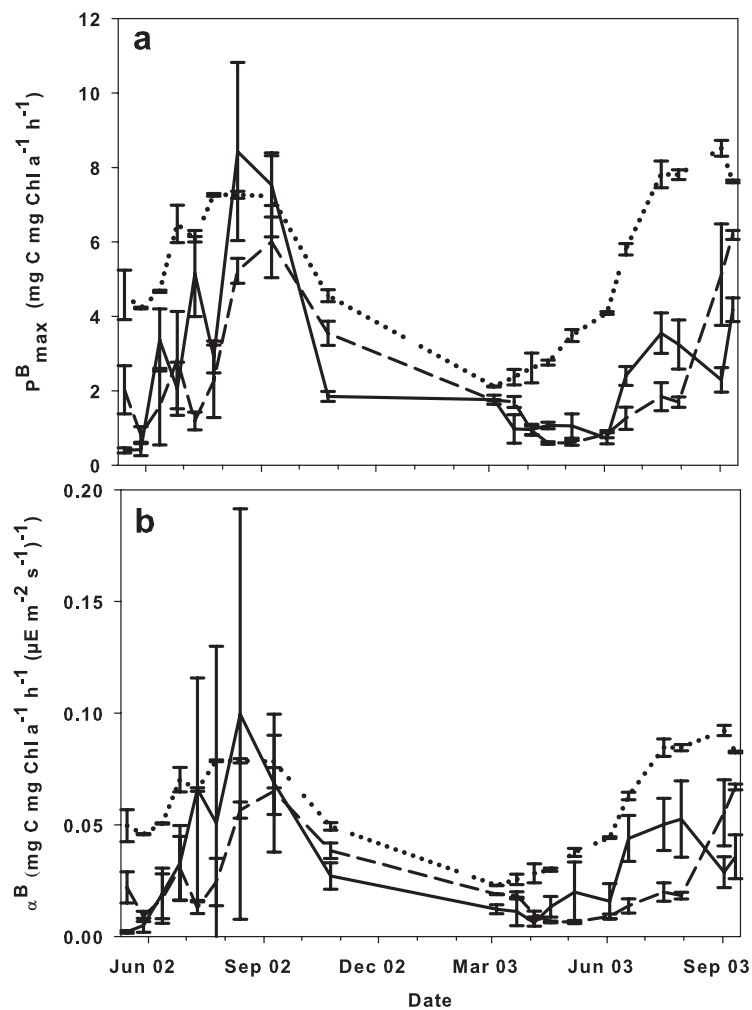 a
12
10
8
6
4
2
0
P^B_max (mg C mg Chl a^-1 h^-1)
b
0.20
0.15
0.10
0.05
0.00
α^B (mg C mg Chl a^-1 h^-1 (µE m^-2 s^-1)^-1)
Jun 02 Sep 02 Dec 02 Mar 03 Jun 03 Sep 03
Date